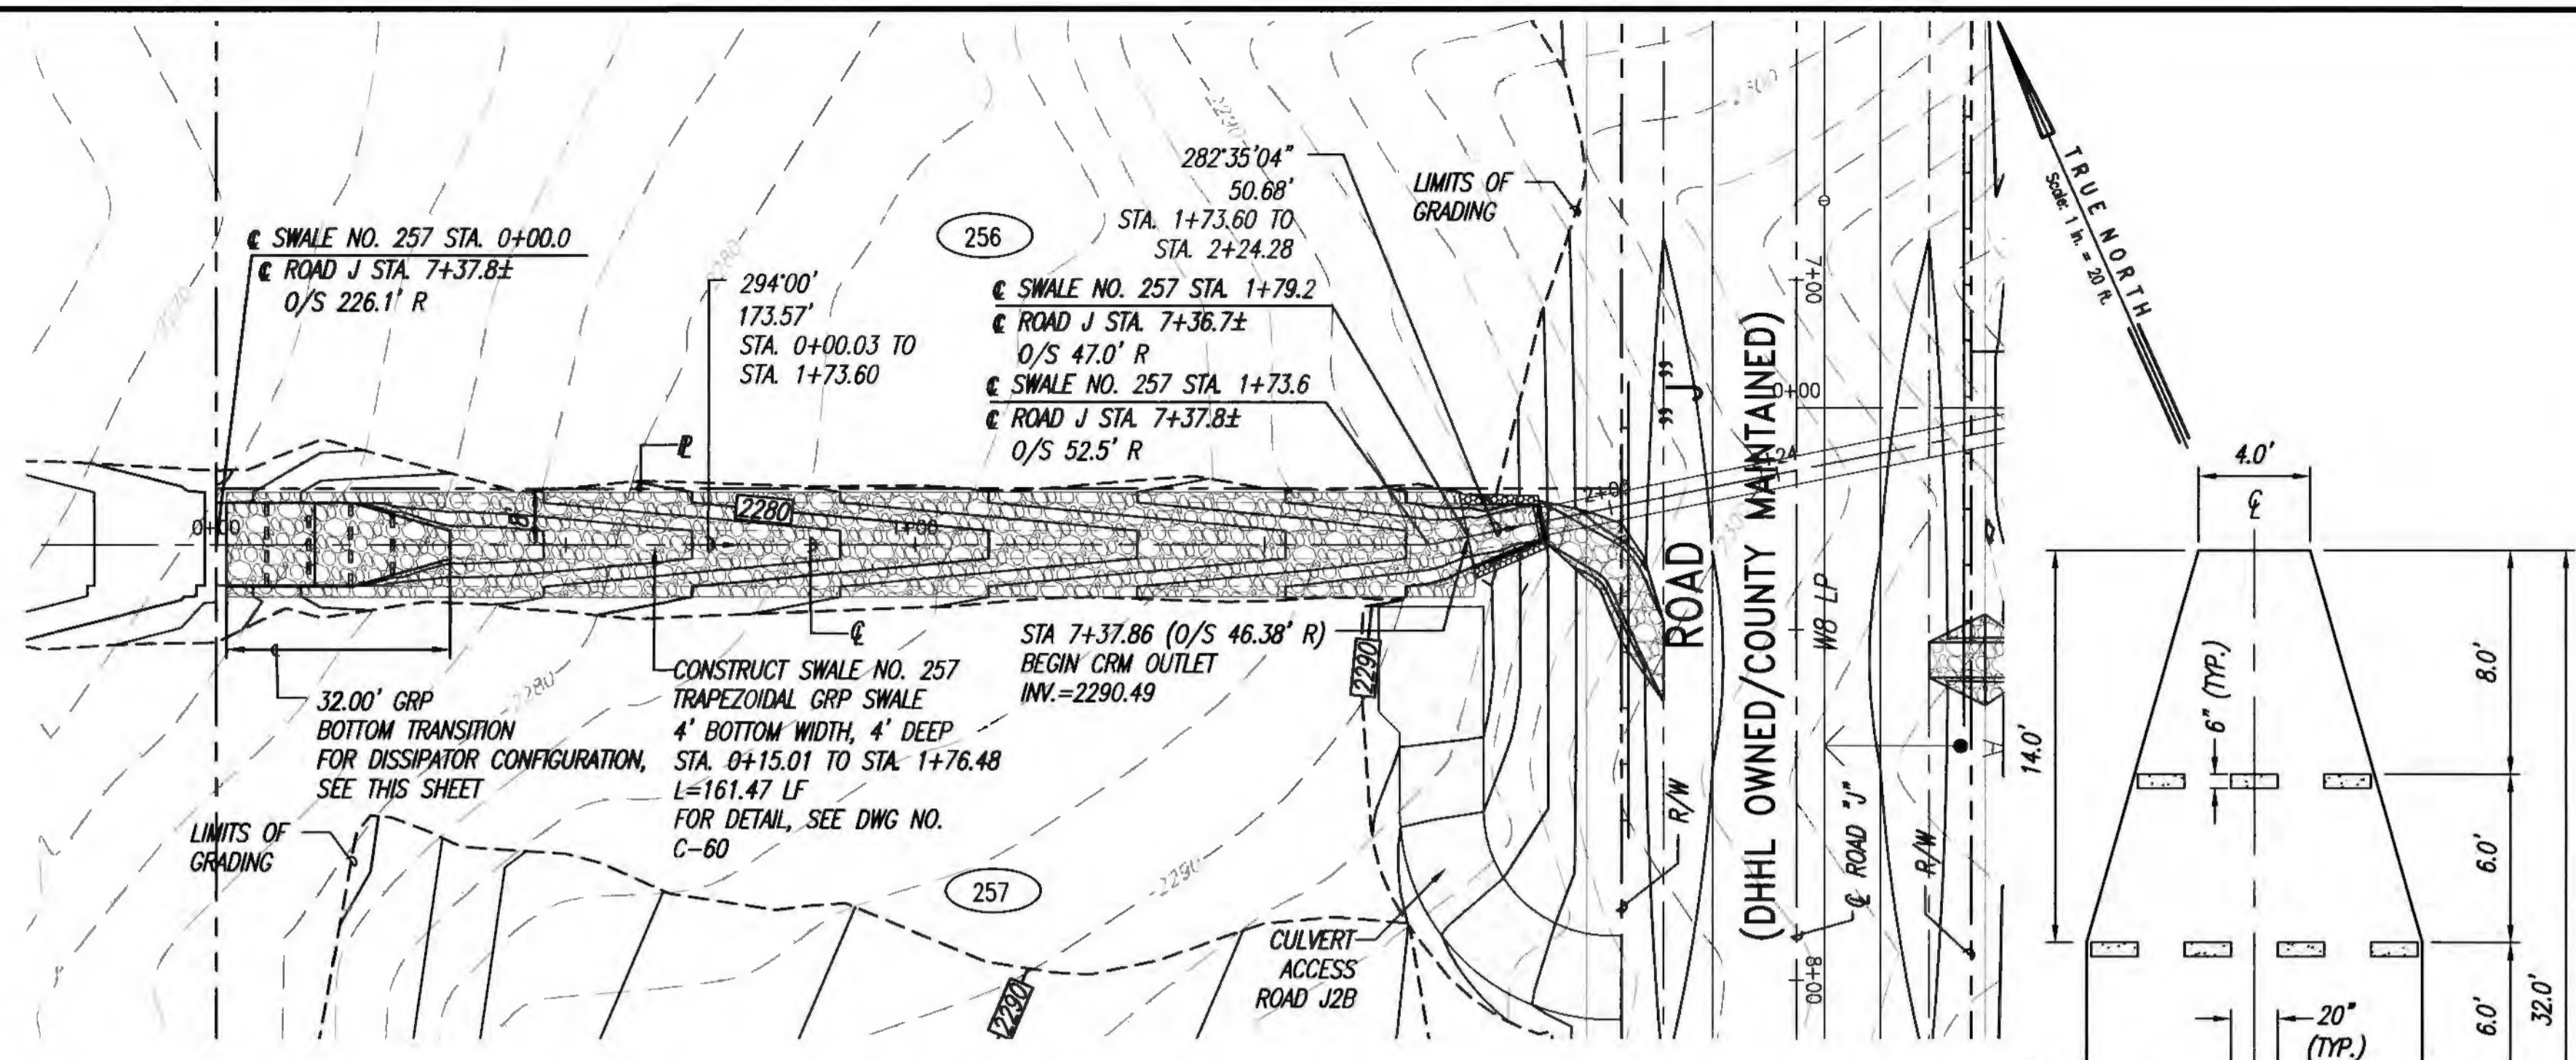 ℄ SWALE NO. 257 STA. 0+00.0
℄ ROAD J STA. 7+37.8±
O/S 226.1' R
294°00'
173.57'
STA. 0+00.03 TO
STA. 1+73.60
256
282°35'04"
50.68'
STA. 1+73.60 TO
STA. 2+24.28
℄ SWALE NO. 257 STA. 1+79.2
℄ ROAD J STA. 7+36.7±
O/S 47.0' R
℄ SWALE NO. 257 STA. 1+73.6
℄ ROAD J STA. 7+37.8±
O/S 52.5' R
LIMITS OF
GRADING
2290
2300
2280
2270
TRUE NORTH
Scale: 1 in. = 20 ft.
7+00
0+00
℄
0+00
8'
2280
1+00
2+00
ROAD "J"
(DHHL OWNED/COUNTY MAINTAINED)
W8 LP
32.00' GRP
BOTTOM TRANSITION
FOR DISSIPATOR CONFIGURATION,
SEE THIS SHEET
2280
CONSTRUCT SWALE NO. 257
TRAPEZOIDAL GRP SWALE
4' BOTTOM WIDTH, 4' DEEP
STA. 0+15.01 TO STA. 1+76.48
L=161.47 LF
FOR DETAIL, SEE DWG NO.
C-60
STA 7+37.86 (O/S 46.38' R)
BEGIN CRM OUTLET
INV.=2290.49
2290
LIMITS OF
GRADING
257
2290
2290
CULVERT
ACCESS
ROAD J2B
R/W
℄ ROAD "J"
R/W
A
8+00
4.0'
℄
8.0'
6" (TYP.)
14.0'
6.0'
6.0'
32.0'
20"
(TYP.)